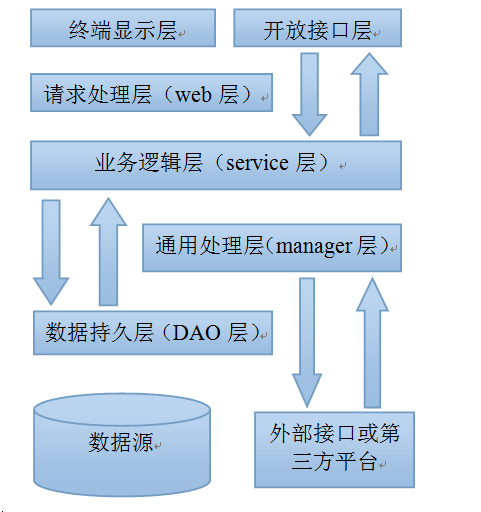 终端显示层
开放接口层
请求处理层（web 层）
业务逻辑层（service 层）
通用处理层（manager 层）
数据持久层（DAO 层）
数据源
外部接口或第
三方平台